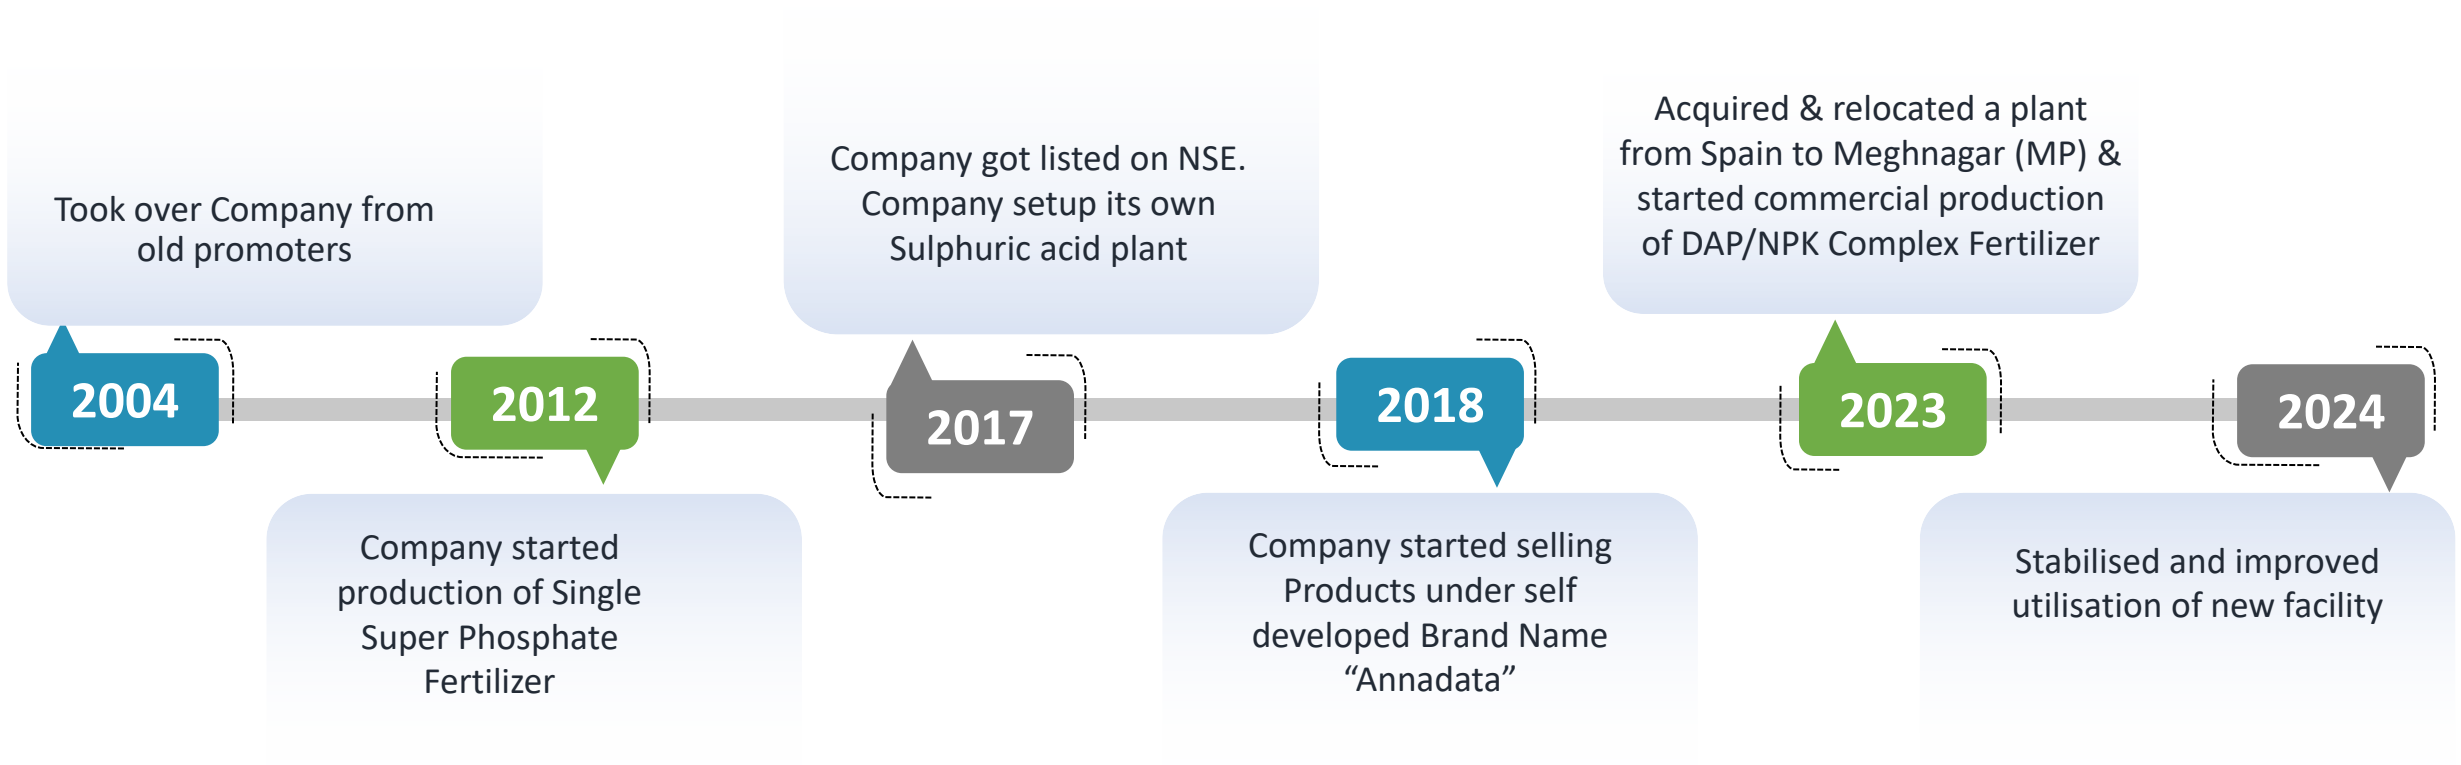 Took over Company from
old promoters
2004
2012
Company started
production of Single
Super Phosphate
Fertilizer
Company got listed on NSE.
Company setup its own
Sulphuric acid plant
2017
2018
Company started selling
Products under self
developed Brand Name
“Annadata”
Acquired & relocated a plant
from Spain to Meghnagar (MP) &
started commercial production
of DAP/NPK Complex Fertilizer
2023
2024
Stabilised and improved
utilisation of new facility